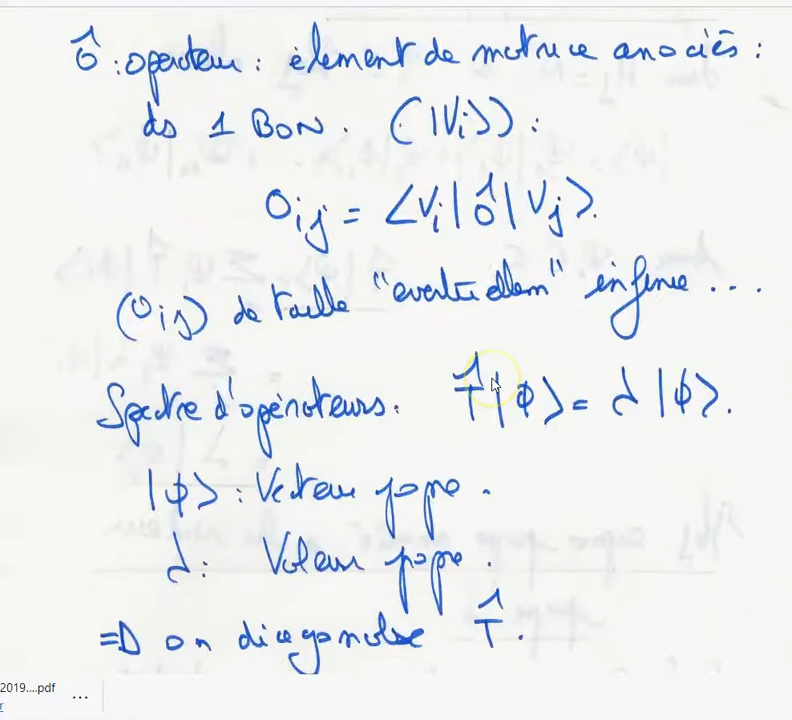 Ô : opérateur : élément de matrice associés :
ds 1 BON. (|Vi>) :
Oij = <Vi|Ô|Vj>.
(Oij) de taille "eventuellem" infinie ...
Spectre d'opérateurs. T̂|φ> = λ|φ>.
|φ> : Vecteur propre.
λ : Valeur propre.
=> on diagonalise T̂.
2019....pdf
...